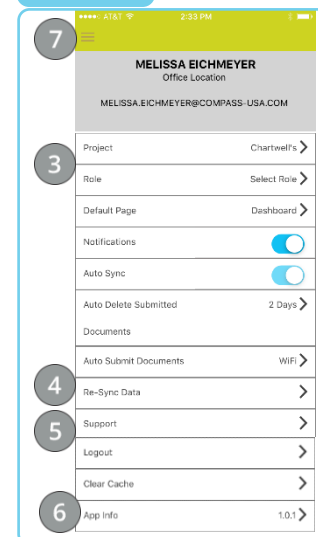 AT&T 2:33 PM
7
MELISSA EICHMEYER
Office Location
MELISSA.EICHMEYER@COMPASS-USA.COM
3
Project Chartwell's
Role Select Role
Default Page Dashboard
Notifications
Auto Sync
Auto Delete Submitted 2 Days
Documents
Auto Submit Documents WiFi
4
Re-Sync Data
5
Support
Logout
Clear Cache
6
App Info 1.0.1